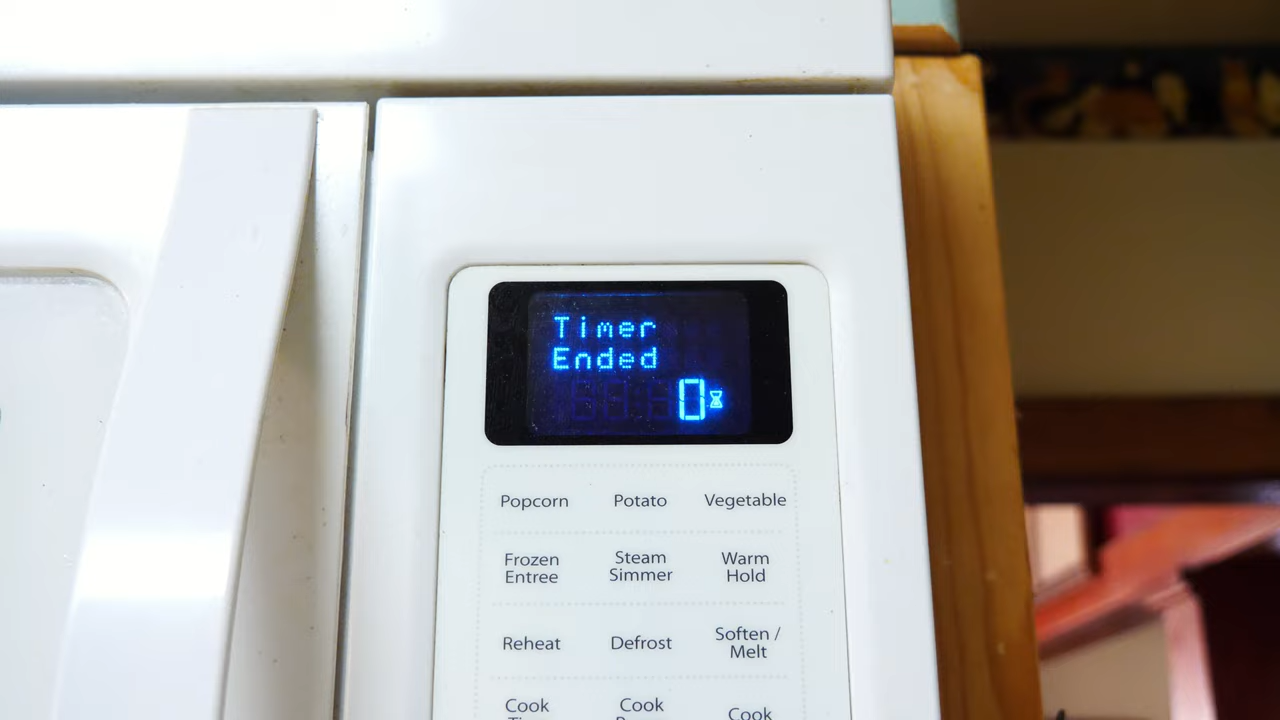 Timer
Ended
0
Popcorn Potato Vegetable
Frozen Entree Steam Simmer Warm Hold
Reheat Defrost Soften / Melt
Cook Cook Cook